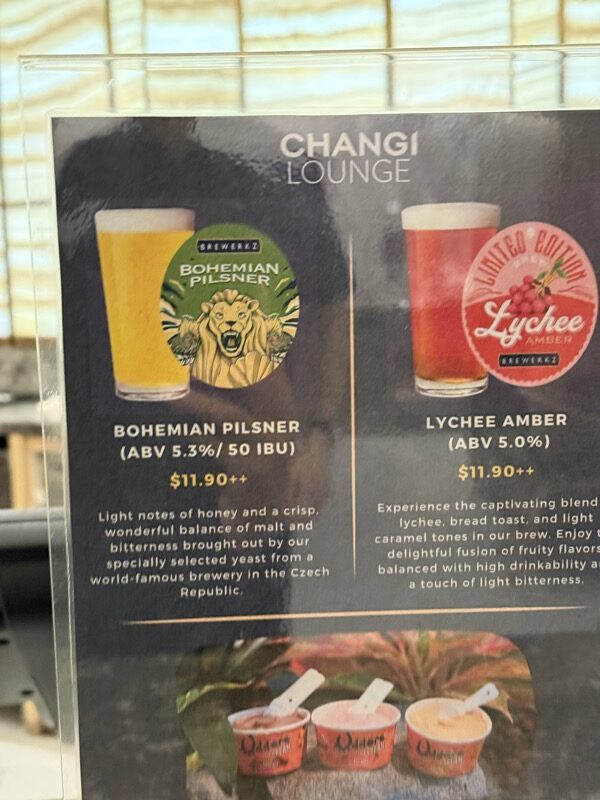 CHANGI
LOUNGE
BREWERKZ
BOHEMIAN
PILSNER
LIMITED EDITION
BREW
Lychee
AMBER
BREWERKZ
BOHEMIAN PILSNER
(ABV 5.3%/ 50 IBU)
$11.90++
Light notes of honey and a crisp,
wonderful balance of malt and
bitterness brought out by our
specially selected yeast from a
world-famous brewery in the Czech
Republic.
LYCHEE AMBER
(ABV 5.0%)
$11.90++
Experience the captivating blend
lychee, bread toast, and light
caramel tones in our brew. Enjoy
delightful fusion of fruity flavors
balanced with high drinkability
a touch of light bitterness.
Udders
Udders
Udders